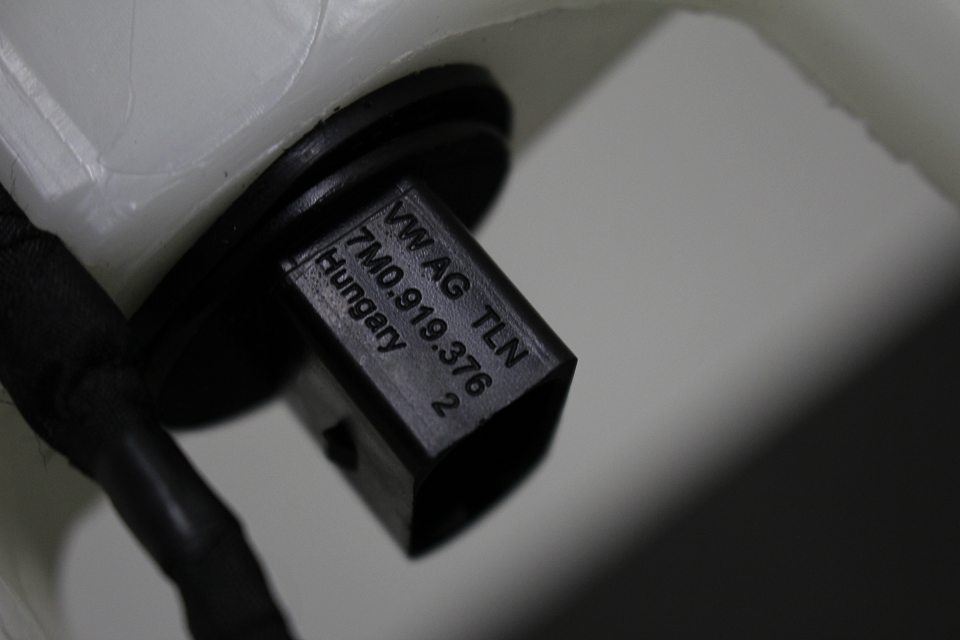 VW AG TLN
7M0.919.376
Hungary 2